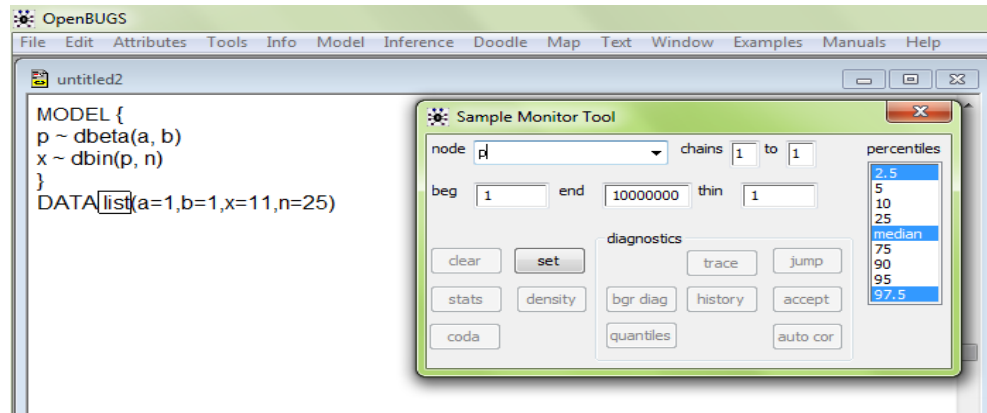 OpenBUGS
File Edit Attributes Tools Info Model Inference Doodle Map Text Window Examples Manuals Help
untitled2
MODEL {
p ~ dbeta(a, b)
x ~ dbin(p, n)
}
DATA list(a=1,b=1,x=11,n=25)
Sample Monitor Tool
node p chains 1 to 1 percentiles
beg 1 end 10000000 thin 1
2.5
5
10
25
median
75
90
95
97.5
diagnostics
clear set trace jump
stats density bgr diag history accept
coda quantiles auto cor